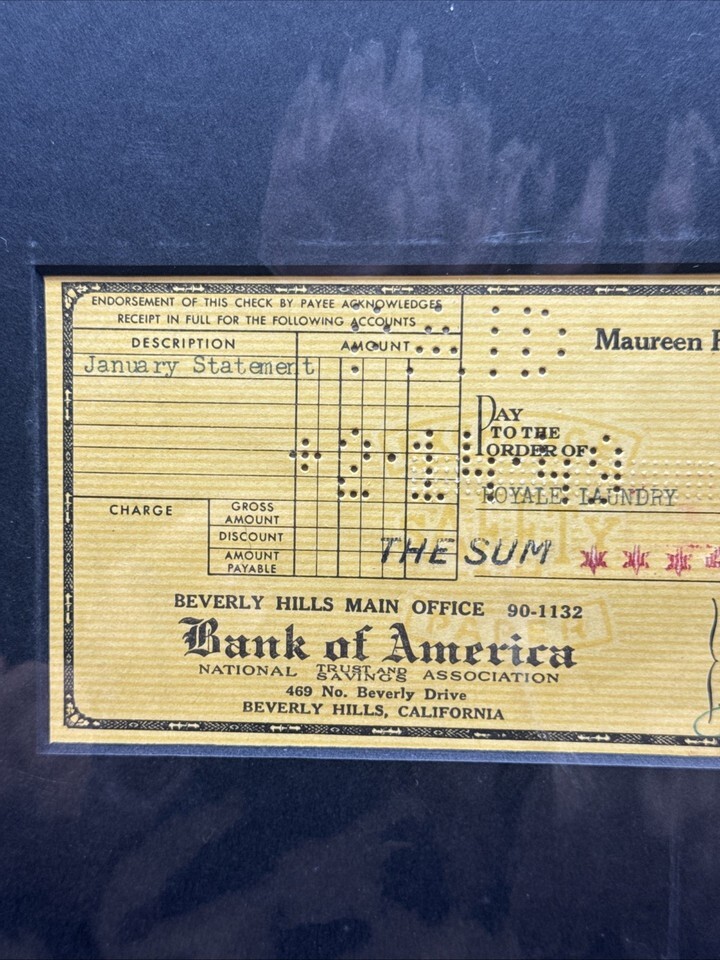 ENDORSEMENT OF THIS CHECK BY PAYEE ACKNOWLEDGES
RECEIPT IN FULL FOR THE FOLLOWING ACCOUNTS
DESCRIPTION AMOUNT
January Statement
Maureen
PAY
TO THE
ORDER OF
ROYALE LAUNDRY
CHARGE
GROSS
AMOUNT
DISCOUNT
AMOUNT
PAYABLE
THE SUM
BEVERLY HILLS MAIN OFFICE 90-1132
Bank of America
NATIONAL TRUST AND SAVINGS ASSOCIATION
469 No. Beverly Drive
BEVERLY HILLS, CALIFORNIA